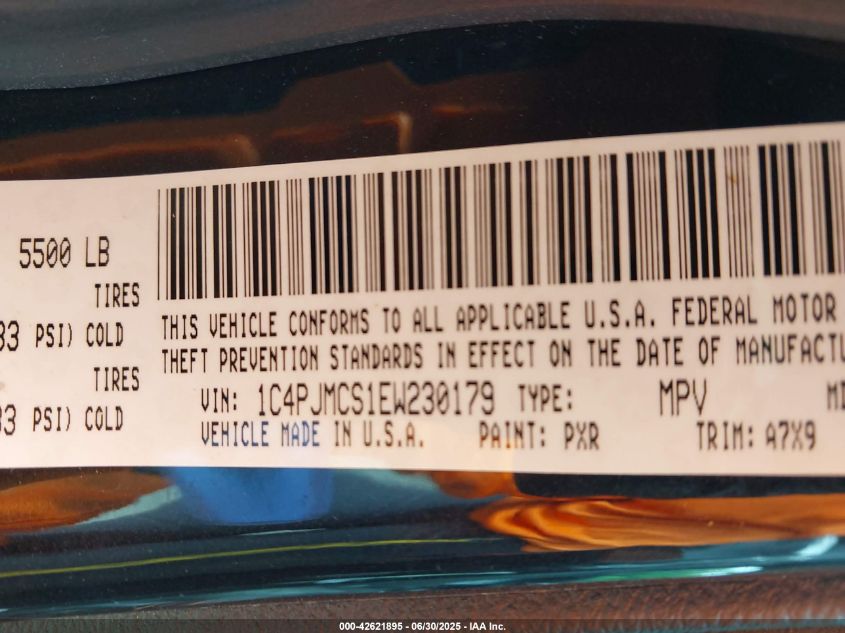 5500 LB
TIRES
33 PSI) COLD
TIRES
33 PSI) COLD
THIS VEHICLE CONFORMS TO ALL APPLICABLE U.S.A. FEDERAL MOTOR
THEFT PREVENTION STANDARDS IN EFFECT ON THE DATE OF MANUFACTU
VIN: 1C4PJMCS1EW230179 TYPE: MPV
VEHICLE MADE IN U.S.A. PAINT: PXR TRIM: A7X9
000-42621895 - 06/30/2025 - IAA Inc.